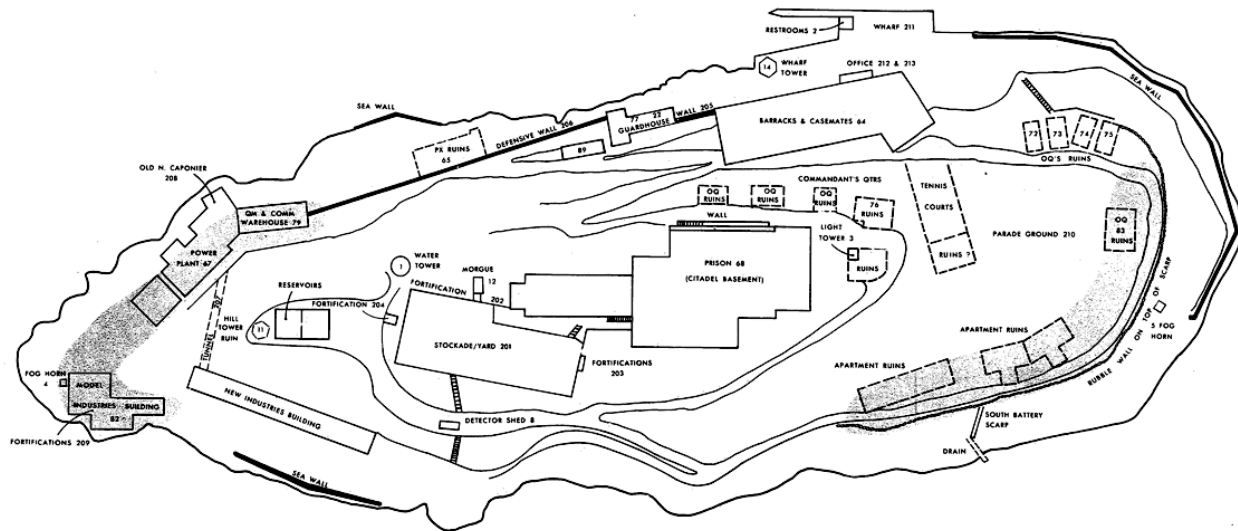 RESTROOMS 2
WHARF 211
14
WHARF
TOWER
OFFICE 212 & 213
SEA WALL
SEA WALL
DEFENSIVE WALL 206
77 22
GUARDHOUSE
WALL 205
BARRACKS & CASEMATES 64
PX RUINS
65
89
72
73
74
75
OQ'S RUINS
OLD N. CAPONIER
208
QM & COMM
WAREHOUSE 79
COMMANDANT'S QTRS
OQ
RUINS
OQ
RUINS
OQ
RUINS
76
RUINS
TENNIS
COURTS
OQ
83
RUINS
WALL
LIGHT
TOWER 3
RUINS
PARADE GROUND 210
RUINS ?
POWER
PLANT 67
1
WATER
TOWER
MORGUE
12
PRISON 68
(CITADEL BASEMENT)
FORTIFICATION
202
RESERVOIRS
FORTIFICATION 204
TUNNEL 207
HILL
TOWER
RUIN
11
STOCKADE/YARD 201
FORTIFICATIONS
203
APARTMENT RUINS
APARTMENT RUINS
RUBBLE WALL ON TOP OF SCARP
5 FOG
HORN
FOG HORN
4
MODEL
INDUSTRIES BUILDING
82
FORTIFICATIONS 209
NEW INDUSTRIES BUILDING
DETECTOR SHED 8
SOUTH BATTERY
SCARP
DRAIN
SEA WALL